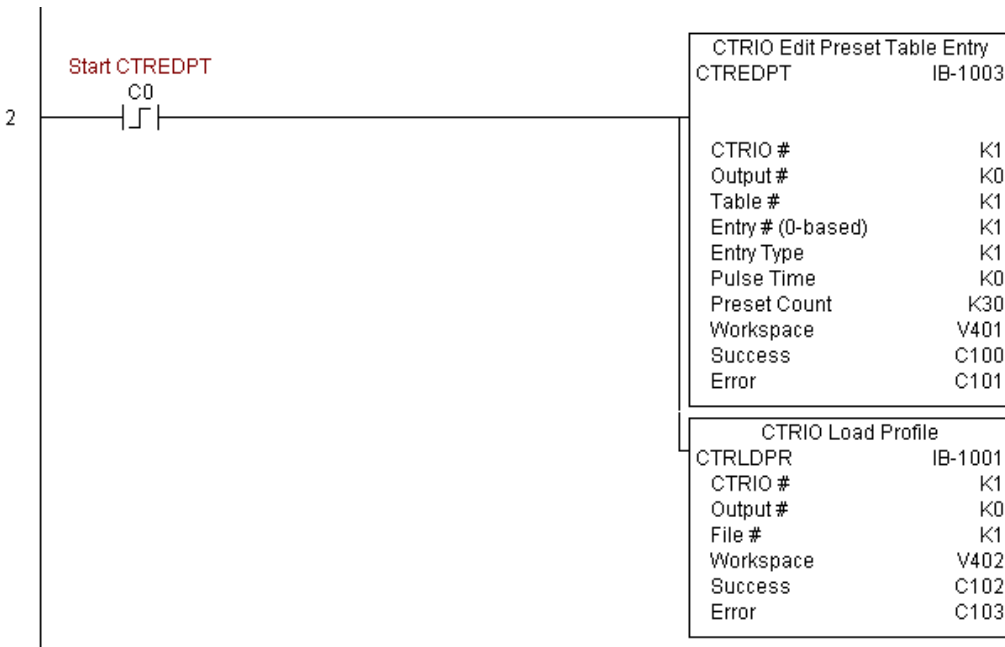 Start CTREDPT
C0
2
CTRIO Edit Preset Table Entry
CTREDPT IB-1003
CTRIO # K1
Output # K0
Table # K1
Entry # (0-based) K1
Entry Type K1
Pulse Time K0
Preset Count K30
Workspace V401
Success C100
Error C101
CTRIO Load Profile
CTRLDPR IB-1001
CTRIO # K1
Output # K0
File # K1
Workspace V402
Success C102
Error C103